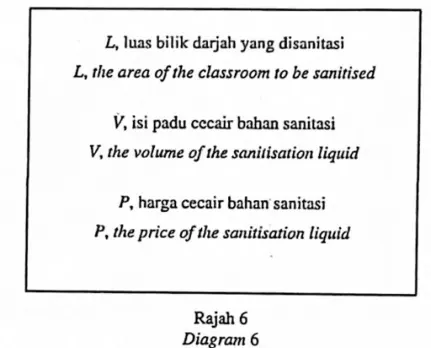 L, luas bilik darjah yang disanitasi
L, the area of the classroom to be sanitised
V, isi padu cecair bahan sanitasi
V, the volume of the sanitisation liquid
P, harga cecair bahan sanitasi
P, the price of the sanitisation liquid
Rajah 6
Diagram 6